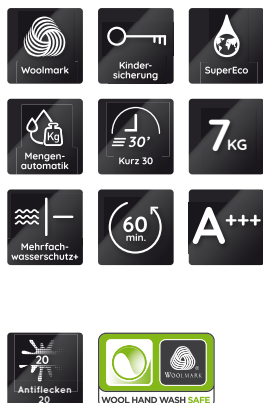 Woolmark
Kinder-
sicherung
SuperEco
Kg
Mengen-
automatik
30'
Kurz 30
7KG
Mehrfach-
wasserschutz+
60
min.
A+++
20
Antiflecken
20
WOOLMARK
WOOL HAND WASH SAFE